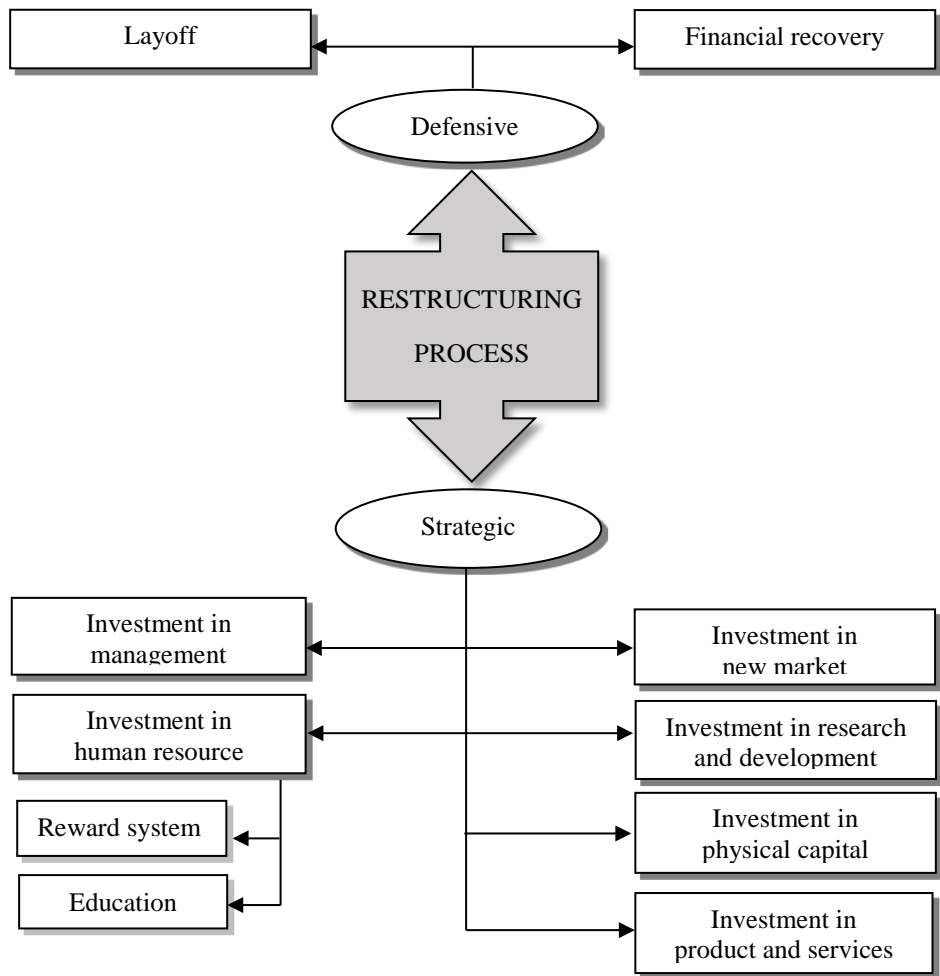 Layoff
Financial recovery
Defensive
RESTRUCTURING
PROCESS
Strategic
Investment in
management
Investment in
new market
Investment in
human resource
Investment in research
and development
Reward system
Investment in
physical capital
Education
Investment in
product and services